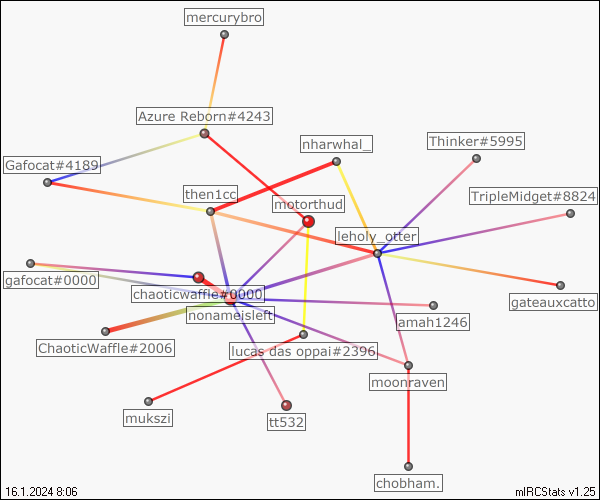 mercurybro
Azure Reborn#4243
nharwhal_
Thinker#5995
Gafocat#4189
then1cc
motorthud
TripleMidget#8824
leholy_otter
gafocat#0000
chaoticwaffle#0000
nonameisleft
gateauxcatto
amah1246
ChaoticWaffle#2006
lucas das oppai#2396
moonraven
mukszi
tt532
chobham.
16.1.2024 8:06
mIRCStats v1.25